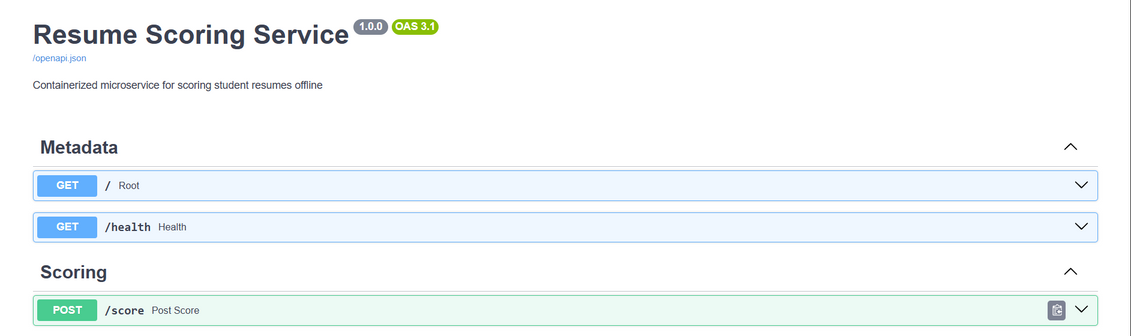 Resume Scoring Service 1.0.0 OAS 3.1
/openapi.json
Containerized microservice for scoring student resumes offline
Metadata
GET / Root
GET /health Health
Scoring
POST /score Post Score